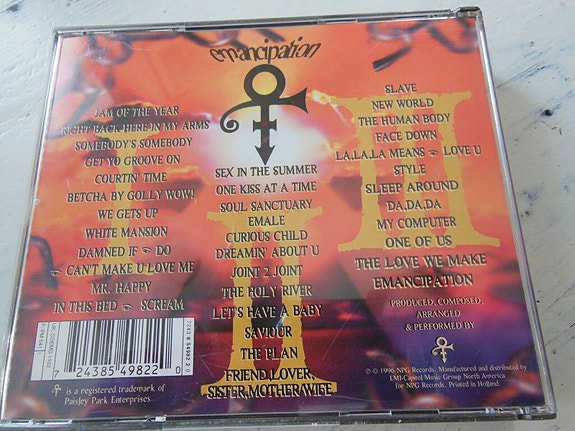 emancipation
JAM OF THE YEAR
RIGHT BACK HERE IN MY ARMS
SOMEBODY'S SOMEBODY
GET YO GROOVE ON
COURTIN' TIME
BETCHA BY GOLLY WOW!
WE GETS UP
WHITE MANSION
DAMNED IF 👁 DO
👁 CAN'T MAKE U LOVE ME
MR. HAPPY
IN THIS BED 👁 SCREAM
SEX IN THE SUMMER
ONE KISS AT A TIME
SOUL SANCTUARY
EMALE
CURIOUS CHILD
DREAMIN' ABOUT U
JOINT 2 JOINT
THE HOLY RIVER
LET'S HAVE A BABY
SAVIOUR
THE PLAN
FRIEND,LOVER,
SISTER,MOTHER/WIFE
SLAVE
NEW WORLD
THE HUMAN BODY
FACE DOWN
LA,LA,LA MEANS 👁 LOVE U
STYLE
SLEEP AROUND
DA,DA,DA
MY COMPUTER
ONE OF US
THE LOVE WE MAKE
EMANCIPATION
PRODUCED, COMPOSED,
ARRANGED
& PERFORMED BY
I
II
III
7243 8 54982 2 0
7 24385 49822 0
is a registered trademark of
Paisley Park Enterprises
℗ © 1996 NPG Records, Manufactured and distributed by
EMI-Capitol Music Group North America
for NPG Records. Printed in Holland.